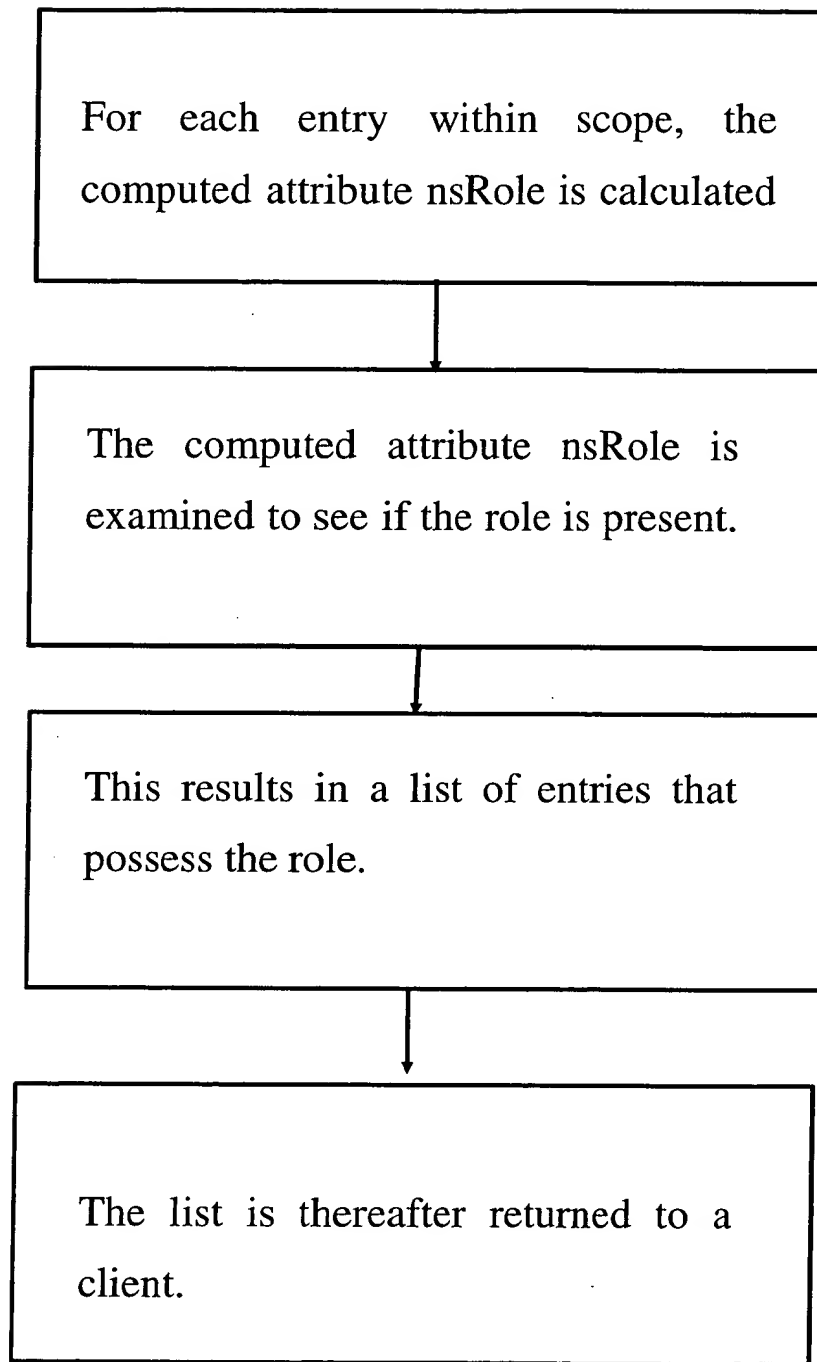 For each entry within scope, the
computed attribute nsRole is calculated
The computed attribute nsRole is
examined to see if the role is present.
This results in a list of entries that
possess the role.
The list is thereafter returned to a
client.